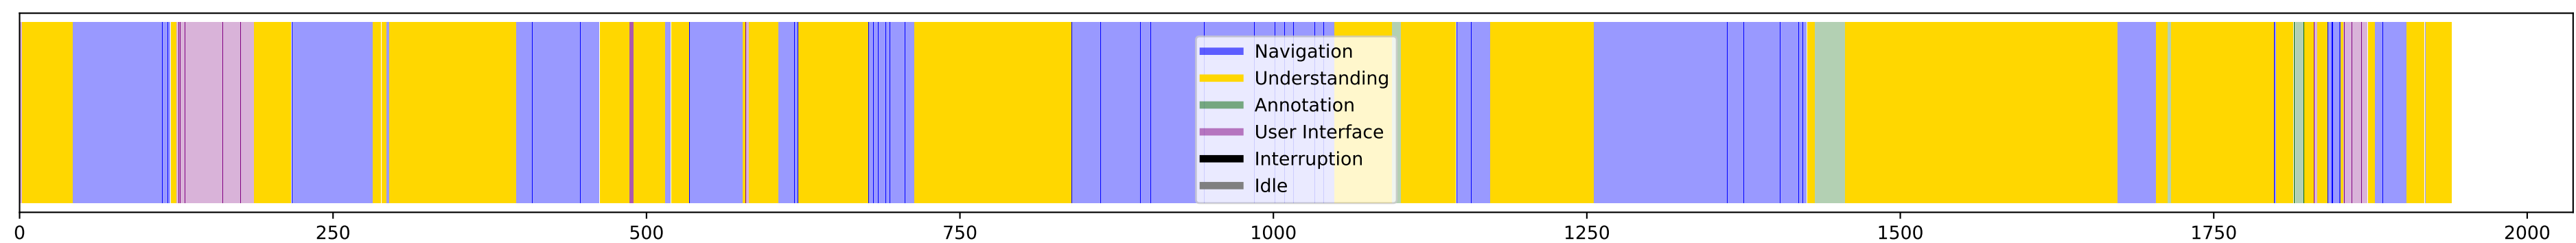 Navigation
Understanding
Annotation
User Interface
Interruption
Idle
0 250 500 750 1000 1250 1500 1750 2000